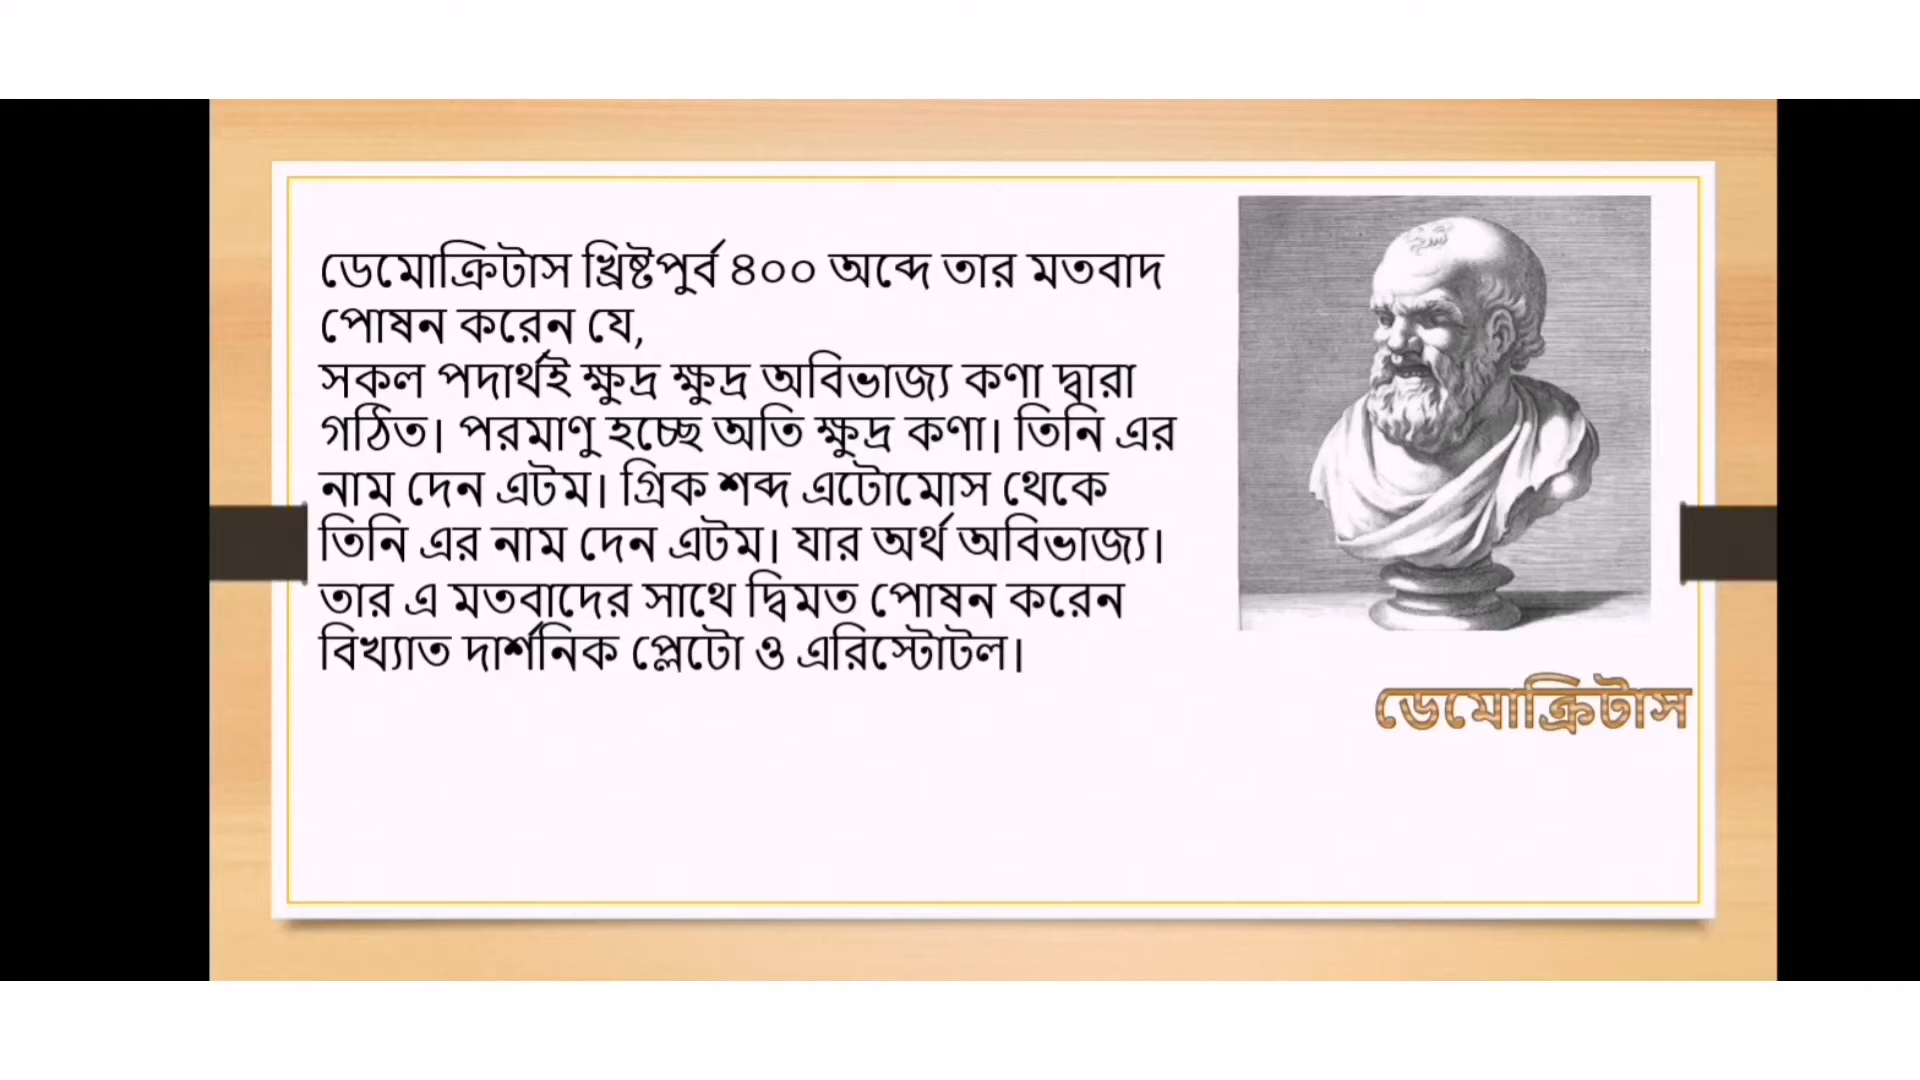 ডেমোক্রিটাস খ্রিষ্টপুর্ব ৪০০ অব্দে তার মতবাদ
পোষন করেন যে,
সকল পদার্থই ক্ষুদ্র ক্ষুদ্র অবিভাজ্য কণা দ্বারা
গঠিত। পরমাণু হচ্ছে অতি ক্ষুদ্র কণা। তিনি এর
নাম দেন এটম। গ্রিক শব্দ এটোমোস থেকে
তিনি এর নাম দেন এটম। যার অর্থ অবিভাজ্য।
তার এ মতবাদের সাথে দ্বিমত পোষন করেন
বিখ্যাত দার্শনিক প্লেটো ও এরিস্টোটল।
ডেমোক্রিটাস